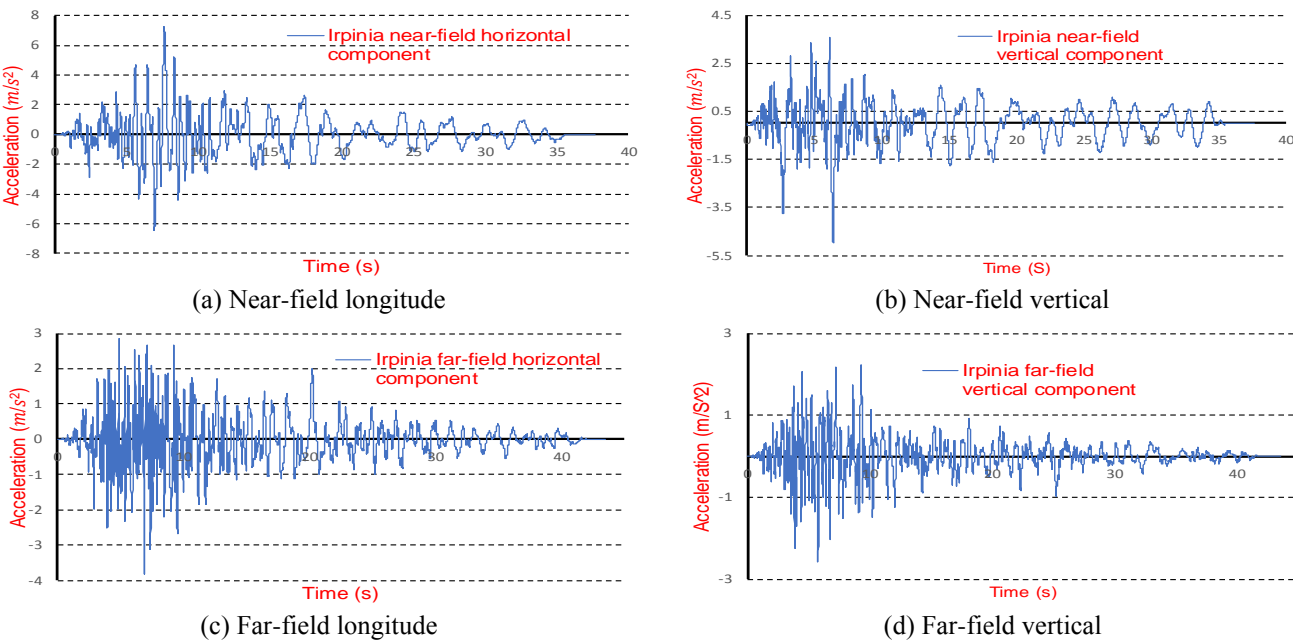 8
6
4
2
0
-2
-4
-6
-8
0
5
10
15
20
25
30
35
40
Acceleration (m/s²)
Irpinia near-field horizontal
component
Time (s)
(a) Near-field longitude
4.5
2.5
0.5
-1.5
-3.5
-5.5
0
5
10
15
20
25
30
35
40
Acceleration (m/s²)
Irpinia near-field
vertical component
Time (S)
(b) Near-field vertical
3
2
1
0
-1
-2
-3
-4
0
10
20
30
40
Acceleration (m/s²)
Irpinia far-field horizontal
component
Time (s)
(c) Far-field longitude
3
1
-1
-3
0
10
20
30
40
Acceleration (m/S^2)
Irpinia far-field
vertical component
Time (s)
(d) Far-field vertical